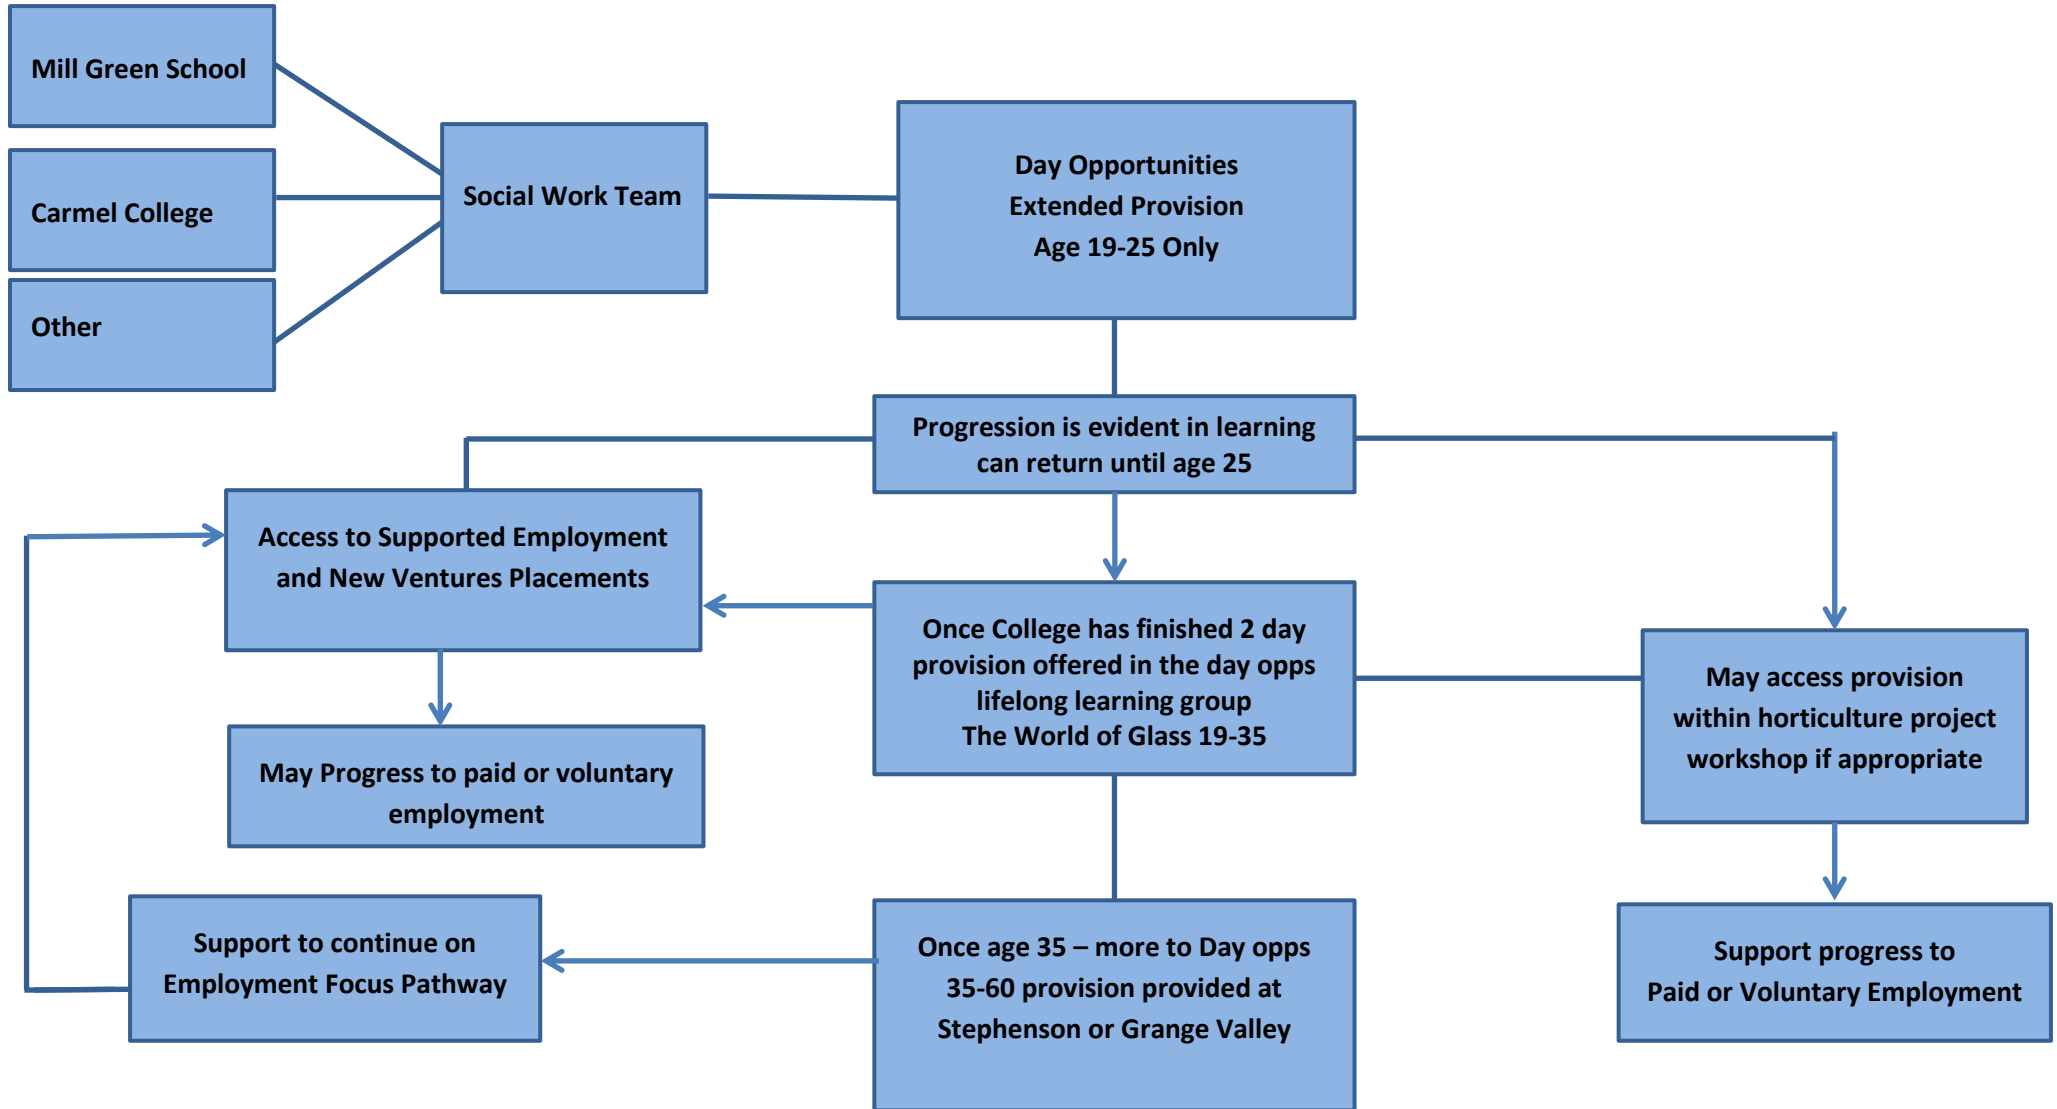 Mill Green School
Carmel College
Other
Social Work Team
Day Opportunities
Extended Provision
Age 19-25 Only
Progression is evident in learning
can return until age 25
Access to Supported Employment
and New Ventures Placements
Once College has finished 2 day
provision offered in the day opps
lifelong learning group
The World of Glass 19-35
May access provision
within horticulture project
workshop if appropriate
May Progress to paid or voluntary
employment
Support to continue on
Employment Focus Pathway
Once age 35 – more to Day opps
35-60 provision provided at
Stephenson or Grange Valley
Support progress to
Paid or Voluntary Employment